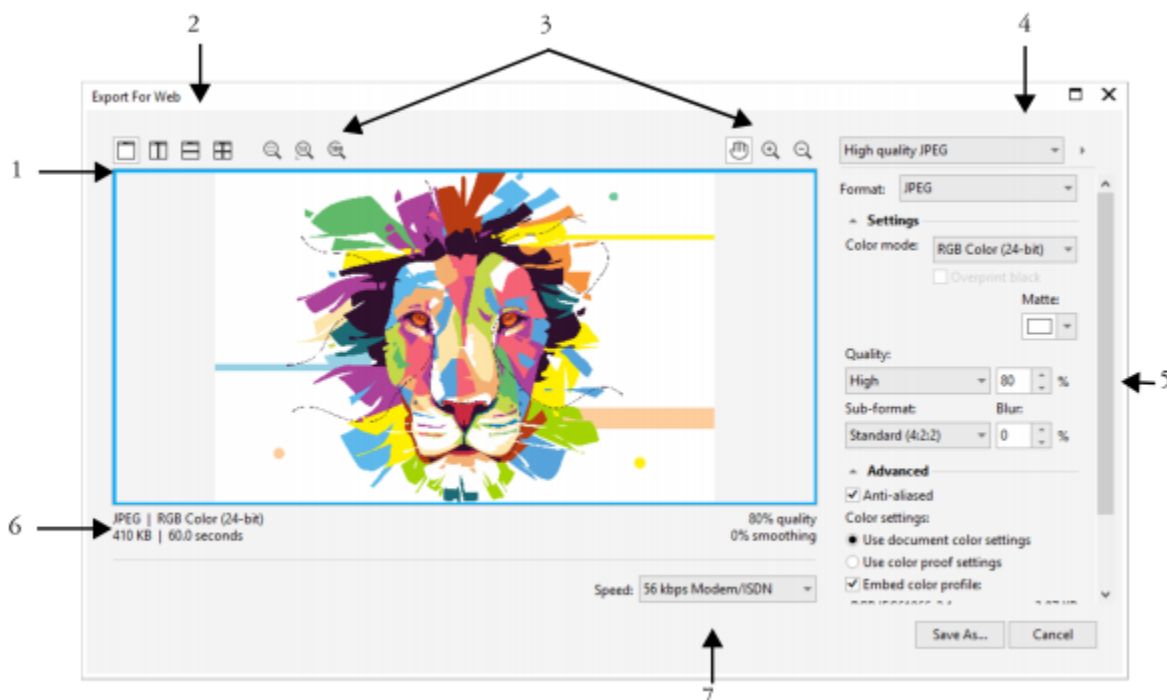 2
3
4
Export For Web
High quality JPEG
1
Format: JPEG
Settings
Color mode: RGB Color (24-bit)
Overprint black
Matte:
Quality:
High 80 %
5
Sub-format: Blur:
Standard (4:2:2) 0 %
Advanced
Anti-aliased
6
JPEG | RGB Color (24-bit) 80% quality
410 KB | 60.0 seconds 0% smoothing
Color settings:
Use document color settings
Use color proof settings
Speed: 56 kbps Modem/ISDN
Embed color profile:
Save As... Cancel
7